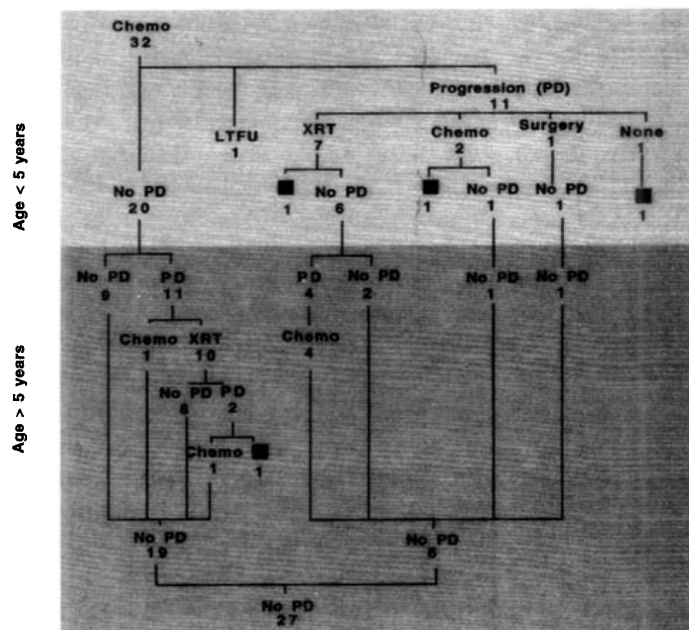 Chemo
32
Progression (PD)
11
LTFU
1
XRT
7
Chemo
2
Surgery
1
None
1
No PD
20
1
No PD
6
1
No PD
1
No PD
1
1
Age < 5 years
No PD
9
PD
11
PD
4
No PD
2
No PD
1
No PD
1
Chemo
1
XRT
10
Chemo
4
No PD
8
PD
2
Chemo
1
1
Age > 5 years
No PD
19
No PD
8
No PD
27